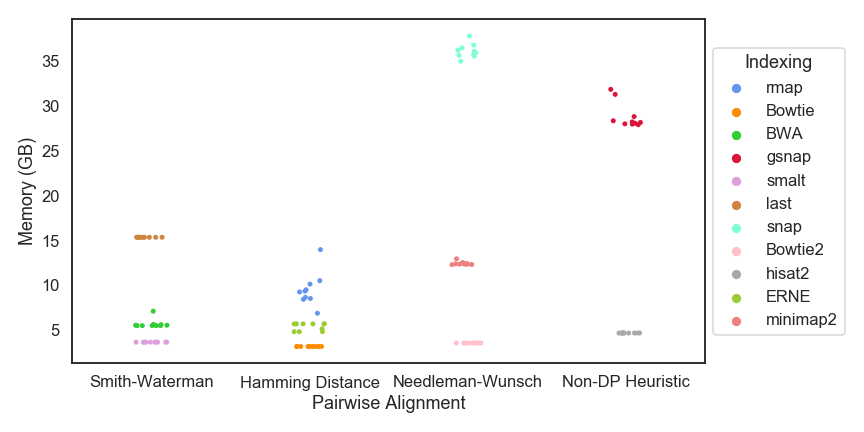 Memory (GB)
35
30
25
20
15
10
5
Smith-Waterman
Hamming Distance
Needleman-Wunsch
Non-DP Heuristic
Pairwise Alignment
Indexing
rmap
Bowtie
BWA
gsnap
smalt
last
snap
Bowtie2
hisat2
ERNE
minimap2